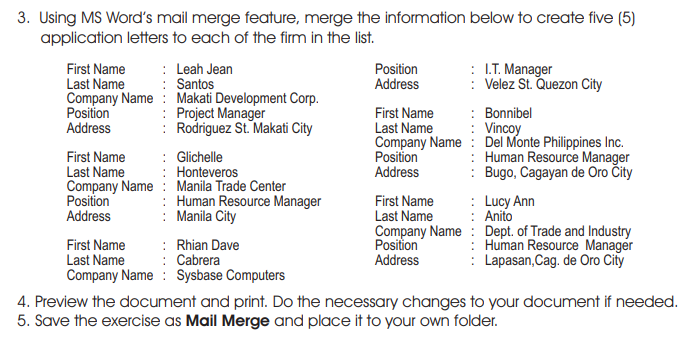 3. Using MS Word's mail merge feature, merge the information below to create five (5)
application letters to each of the firm in the list.
First Name : Leah Jean
Last Name : Santos
Company Name : Makati Development Corp.
Position : Project Manager
Address : Rodriguez St. Makati City
First Name : Glichelle
Last Name : Honteveros
Company Name : Manila Trade Center
Position : Human Resource Manager
Address : Manila City
First Name : Rhian Dave
Last Name : Cabrera
Company Name : Sysbase Computers
Position : I.T. Manager
Address : Velez St. Quezon City
First Name : Bonnibel
Last Name : Vincoy
Company Name : Del Monte Philippines Inc.
Position : Human Resource Manager
Address : Bugo, Cagayan de Oro City
First Name : Lucy Ann
Last Name : Anito
Company Name : Dept. of Trade and Industry
Position : Human Resource Manager
Address : Lapasan,Cag. de Oro City
4. Preview the document and print. Do the necessary changes to your document if needed.
5. Save the exercise as Mail Merge and place it to your own folder.